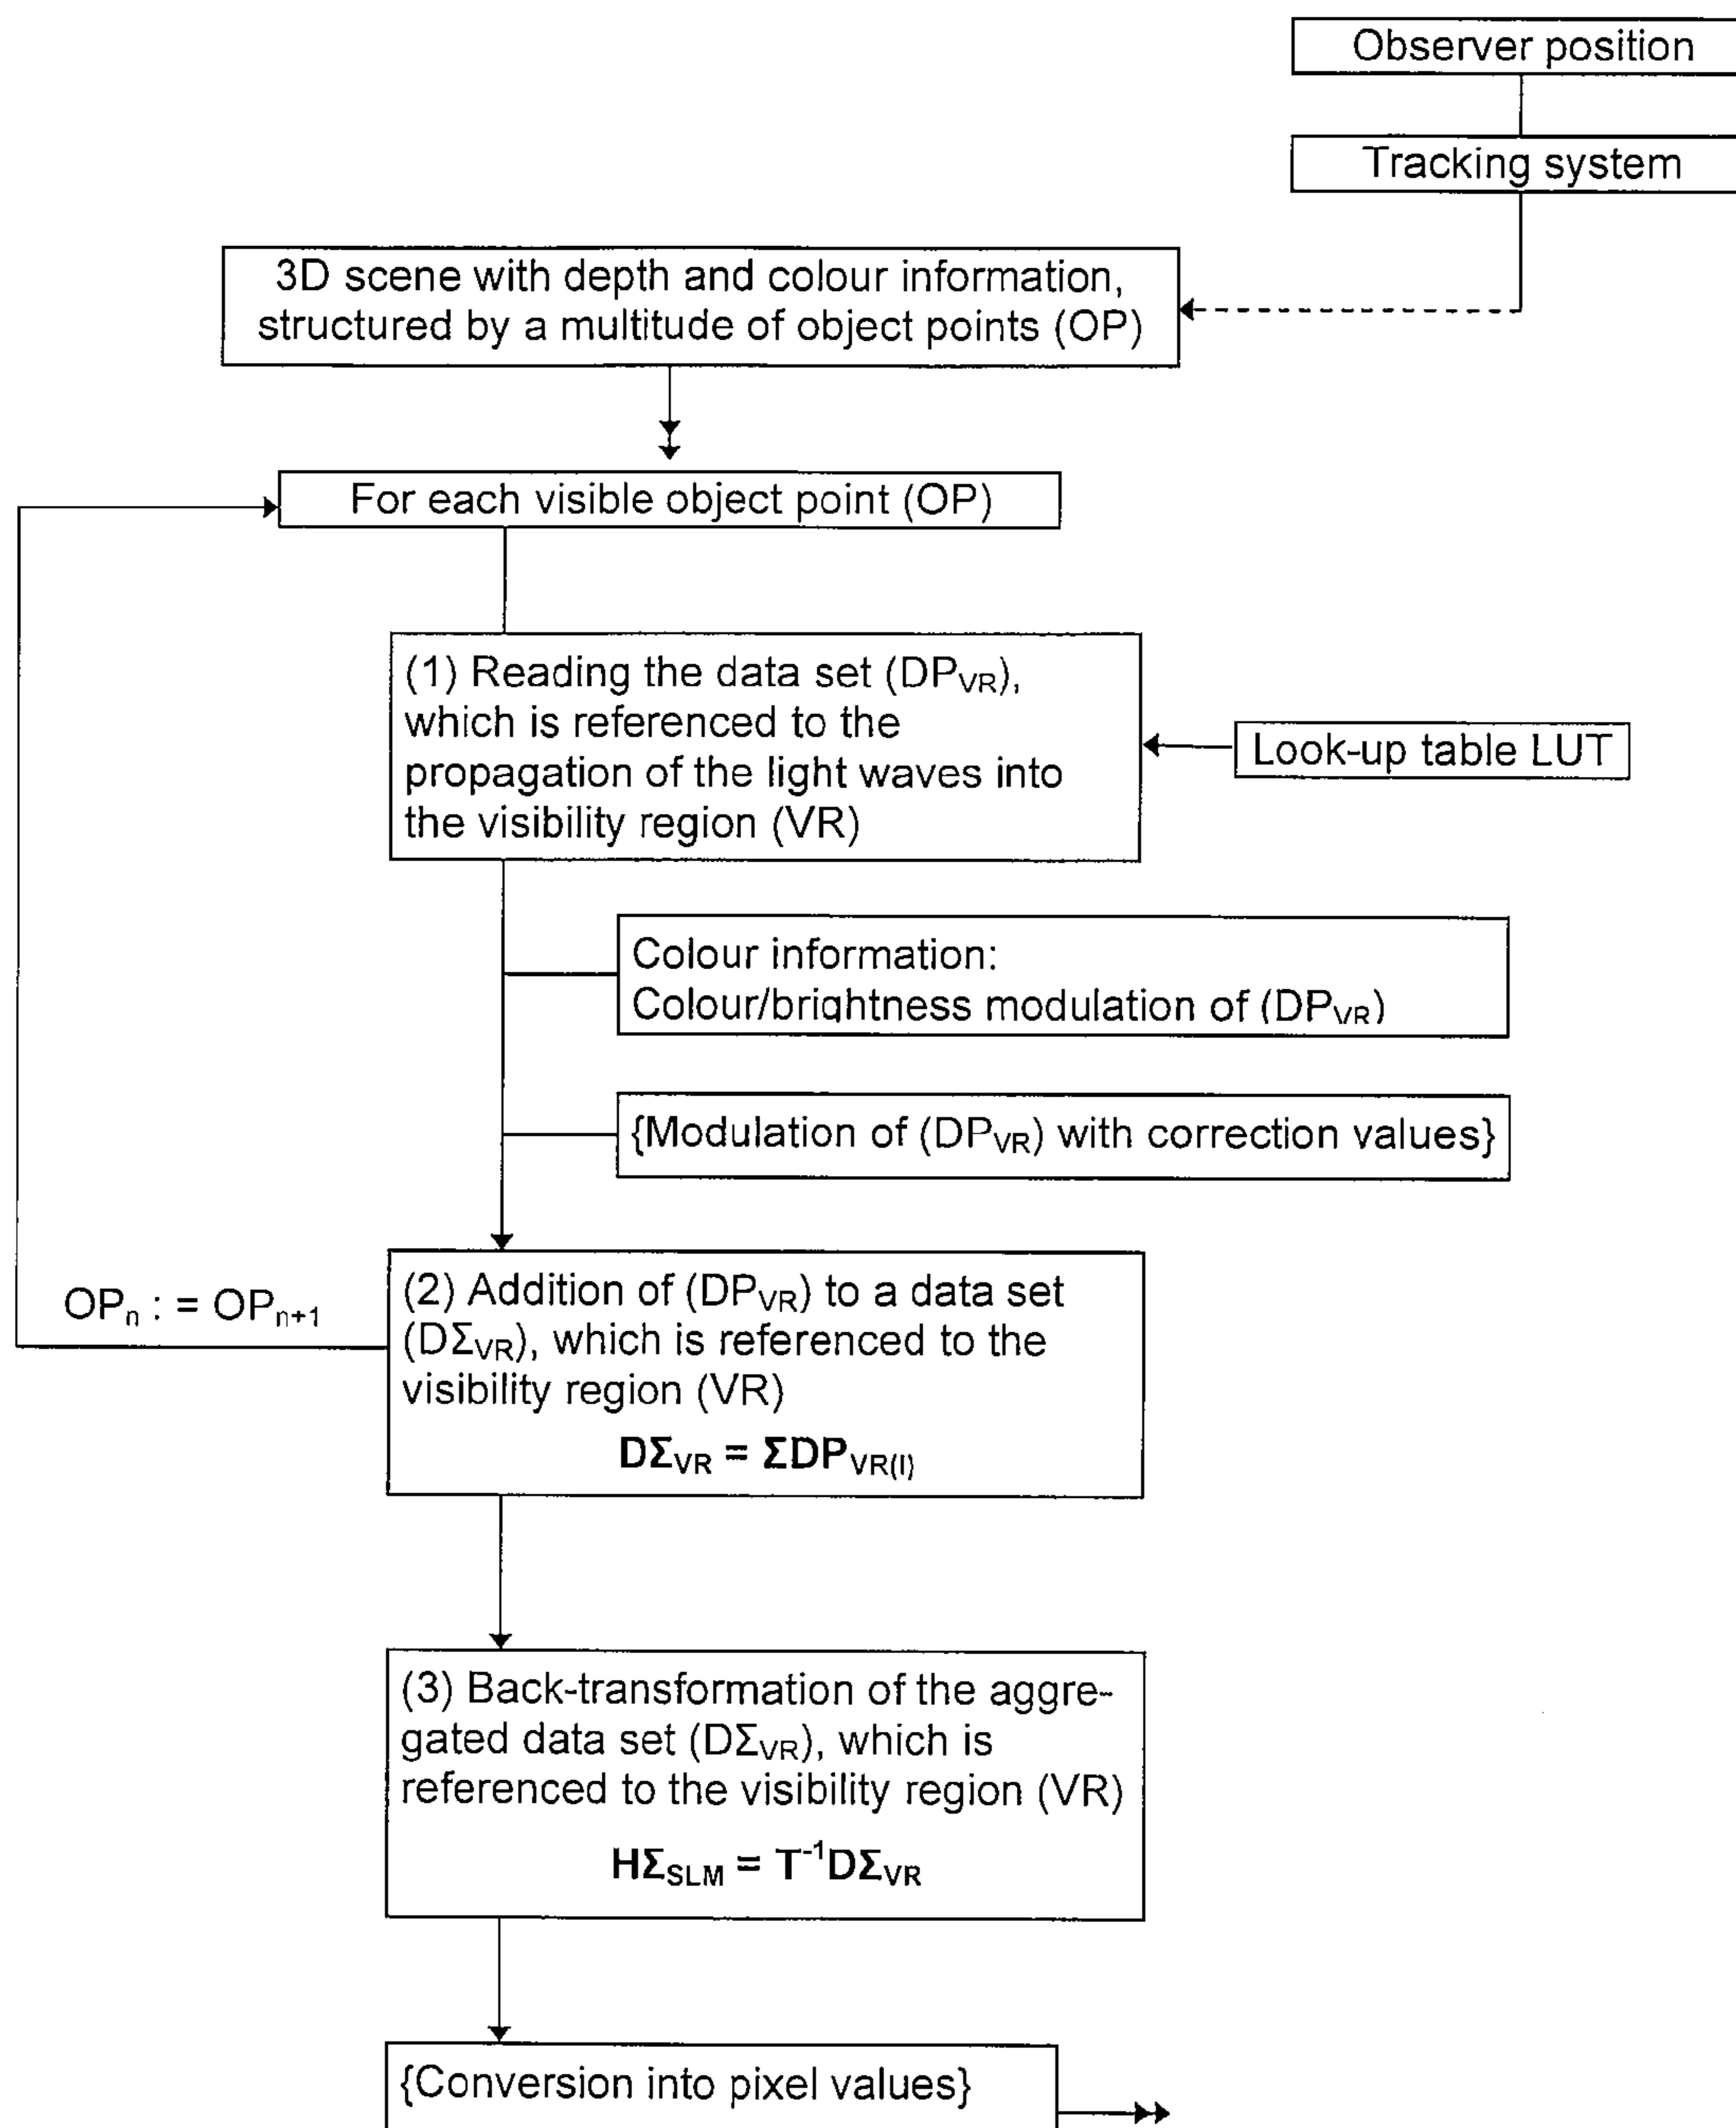 Observer position
Tracking system
3D scene with depth and colour information,
structured by a multitude of object points (OP)
For each visible object point (OP)
(1) Reading the data set (DP_VR),
which is referenced to the
propagation of the light waves into
the visibility region (VR)
Look-up table LUT
Colour information:
Colour/brightness modulation of (DP_VR)
{Modulation of (DP_VR) with correction values}
OP_n : = OP_n+1
(2) Addition of (DP_VR) to a data set
(DΣ_VR), which is referenced to the
visibility region (VR)
DΣ_VR = ΣDP_VR(I)
(3) Back-transformation of the aggre-
gated data set (DΣ_VR), which is
referenced to the visibility region (VR)
HΣ_SLM = T⁻¹DΣ_VR
{Conversion into pixel values}